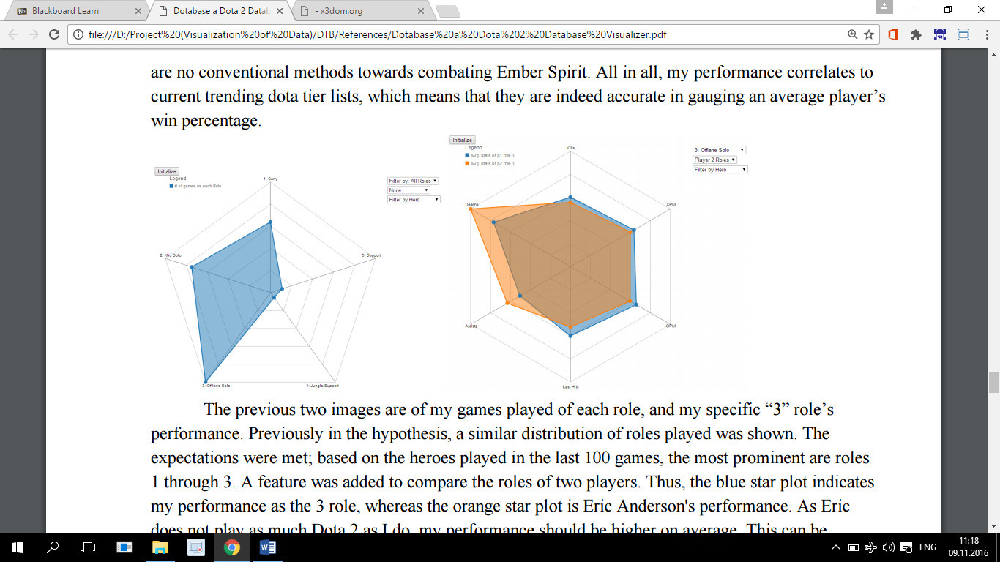 Blackboard Learn
Dotabase a Dota 2 Datab
- x3dom.org
file:///D:/Project%20(Visualization%20of%20Data)/DTB/References/Dotabase%20a%20Dota%202%20Database%20Visualizer.pdf
are no conventional methods towards combating Ember Spirit. All in all, my performance correlates to
current trending dota tier lists, which means that they are indeed accurate in gauging an average player’s
win percentage.
Initialize
Legend
# of games as each Role
1: Carry
2: Mid Solo
5: Support
3: Offlane Solo
4: Jungle/Support
Filter by: All Roles
None
Filter by Hero
Initialize
Legend
Avg. stats of p1 role 3
Avg. stats of p2 role 3
Kills
Deaths
XPM
Assists
GPM
Last Hits
3: Offlane Solo
Player 2 Roles
Filter by Hero
The previous two images are of my games played of each role, and my specific “3” role’s
performance. Previously in the hypothesis, a similar distribution of roles played was shown. The
expectations were met; based on the heroes played in the last 100 games, the most prominent are roles
1 through 3. A feature was added to compare the roles of two players. Thus, the blue star plot indicates
my performance as the 3 role, whereas the orange star plot is Eric Anderson's performance. As Eric
does not play as much Dota 2 as I do, my performance should be higher on average. This can be
ENG
11:18
09.11.2016